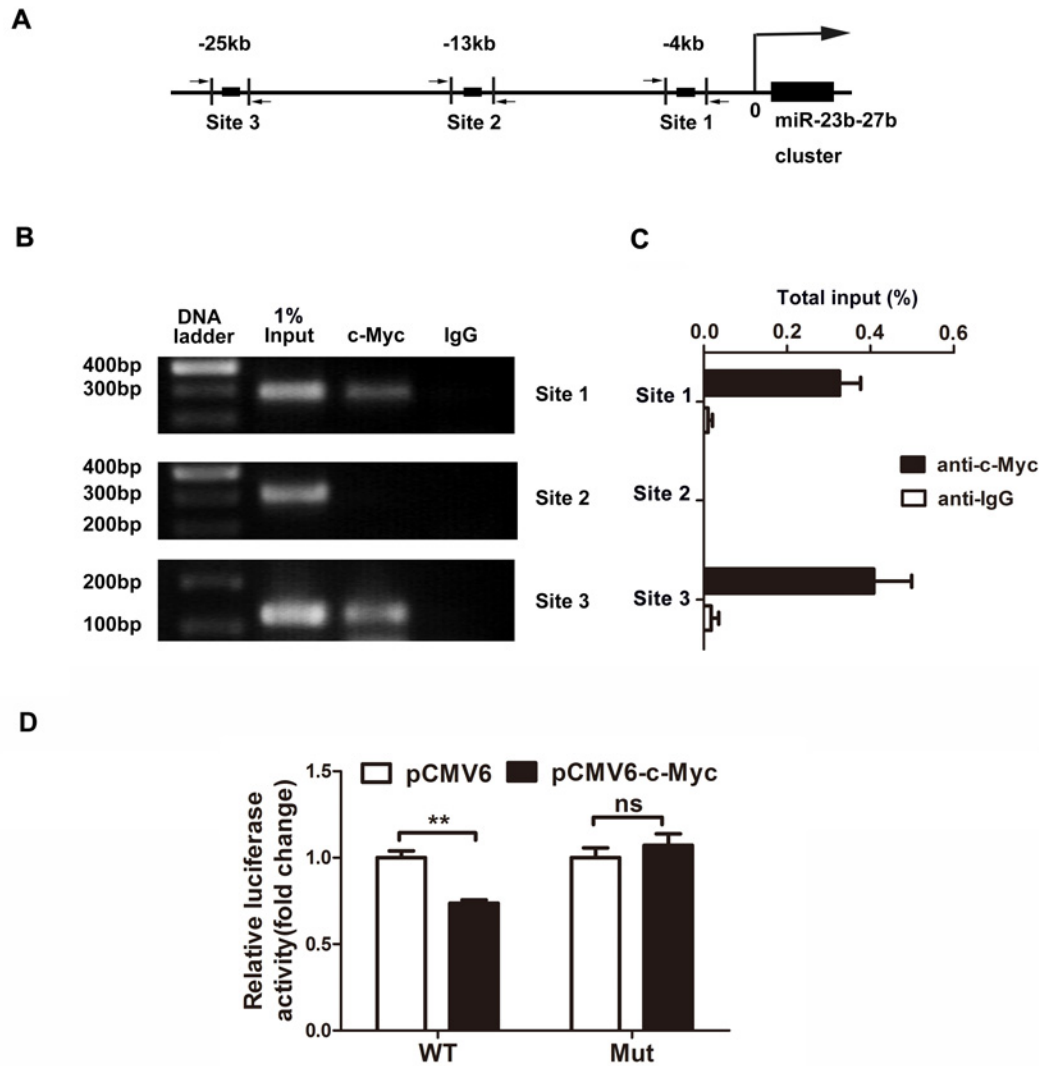 A
-25kb -13kb -4kb
Site 3 Site 2 Site 1 0 miR-23b-27b
cluster
B
DNA
ladder
1%
Input
c-Myc
IgG
400bp
300bp
Site 1
400bp
300bp
200bp
Site 2
200bp
100bp
Site 3
C
Total input (%)
0.0 0.2 0.4 0.6
Site 1
Site 2
Site 3
anti-c-Myc
anti-IgG
D
Relative luciferase
activity(fold change)
pCMV6 pCMV6-c-Myc
1.5
1.0
0.5
0.0
** ns
WT Mut